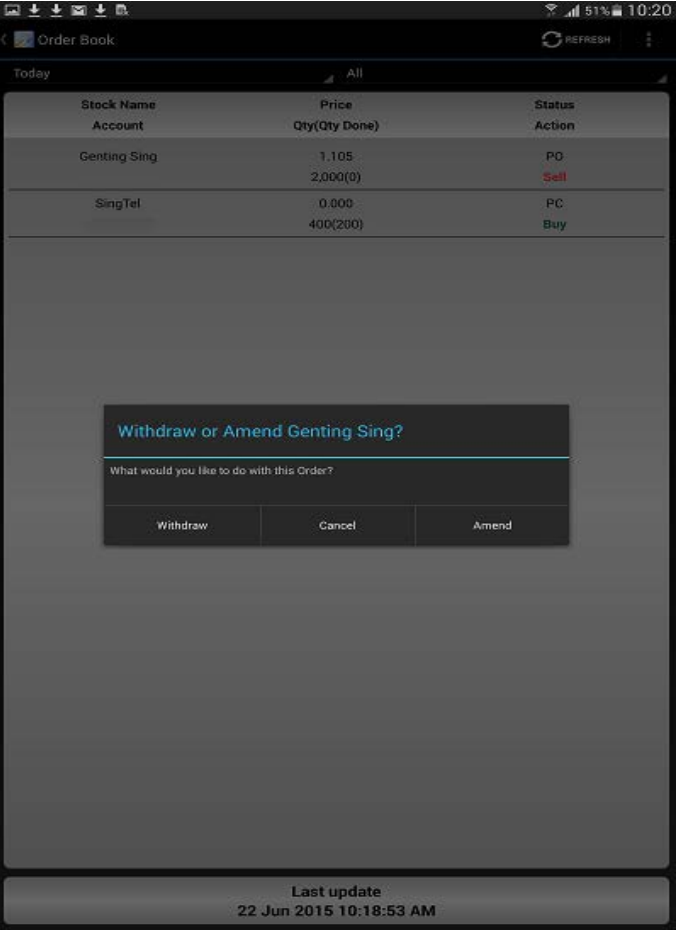 51% 10:20
Order Book REFRESH
Today All
Stock Name Price Status
Account Qty(Qty Done) Action
Genting Sing 1.105 PO
2,000(0) Sell
SingTel 0.000 PC
400(200) Buy
Withdraw or Amend Genting Sing?
What would you like to do with this Order?
Withdraw Cancel Amend
Last update
22 Jun 2015 10:18:53 AM